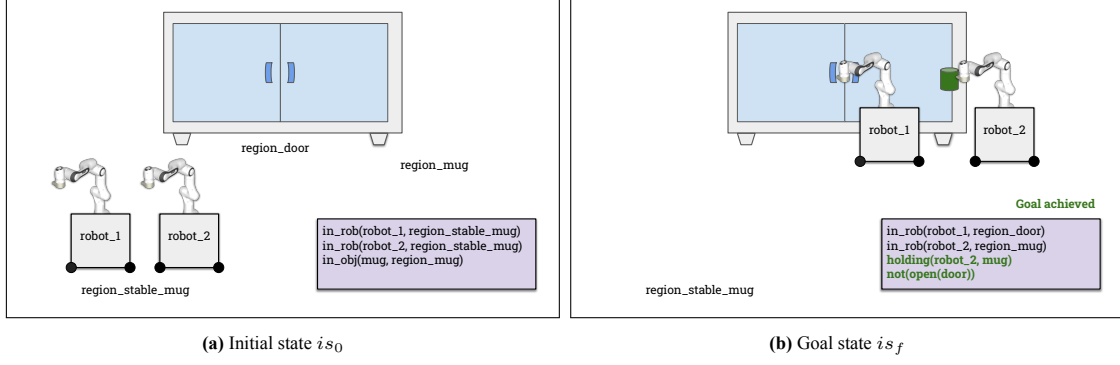 region_door
region_mug
robot_1
robot_2
in_rob(robot_1, region_stable_mug)
in_rob(robot_2, region_stable_mug)
in_obj(mug, region_mug)
region_stable_mug
(a) Initial state is₀
robot_1
robot_2
Goal achieved
in_rob(robot_1, region_door)
in_rob(robot_2, region_mug)
holding(robot_2, mug)
not(open(door))
region_stable_mug
(b) Goal state is_f